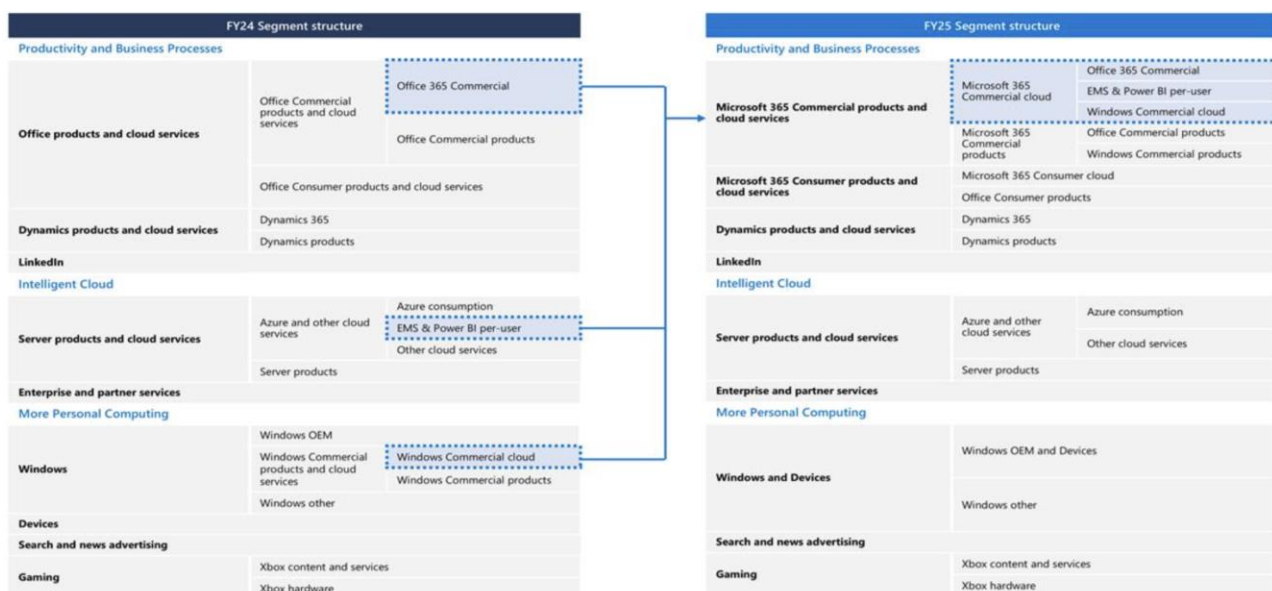 FY24 Segment structure
Productivity and Business Processes
Office products and cloud services
Office Commercial
products and cloud
services
Office 365 Commercial
Office Commercial products
Office Consumer products and cloud services
Dynamics products and cloud services
Dynamics 365
Dynamics products
LinkedIn
Intelligent Cloud
Server products and cloud services
Azure and other cloud
services
Azure consumption
EMS & Power BI per-user
Other cloud services
Server products
Enterprise and partner services
More Personal Computing
Windows
Windows OEM
Windows Commercial
products and cloud
services
Windows Commercial cloud
Windows Commercial products
Windows other
Devices
Search and news advertising
Gaming
Xbox content and services
Xbox hardware
FY25 Segment structure
Productivity and Business Processes
Microsoft 365 Commercial products and
cloud services
Microsoft 365
Commercial cloud
Office 365 Commercial
EMS & Power BI per-user
Windows Commercial cloud
Microsoft 365
Commercial
products
Office Commercial products
Windows Commercial products
Microsoft 365 Consumer products and
cloud services
Microsoft 365 Consumer cloud
Office Consumer products
Dynamics products and cloud services
Dynamics 365
Dynamics products
LinkedIn
Intelligent Cloud
Server products and cloud services
Azure and other
cloud services
Azure consumption
Other cloud services
Server products
Enterprise and partner services
More Personal Computing
Windows and Devices
Windows OEM and Devices
Windows other
Search and news advertising
Gaming
Xbox content and services
Xbox hardware